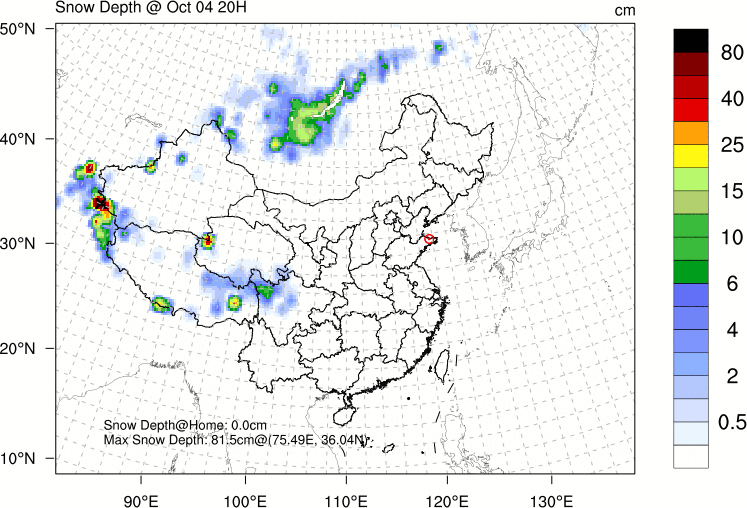 Snow Depth @ Oct 04 20H
cm
50°N
40°N
30°N
20°N
10°N
90°E
100°E
110°E
120°E
130°E
Snow Depth@Home: 0.0cm
Max Snow Depth: 81.5cm@(75.49E, 36.04N)
80
40
25
15
10
6
4
2
0.5